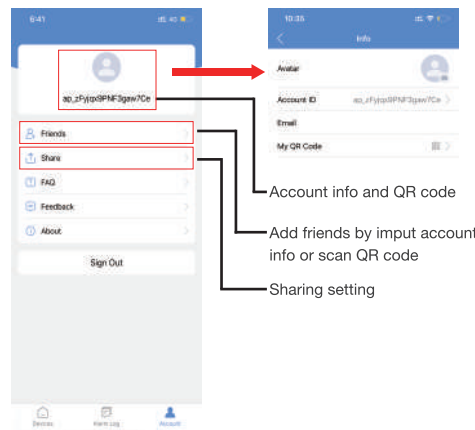 6:41
4G
ap_zFyjqx9PNF3gaw7Ce
Friends
Share
FAQ
Feedback
About
Sign Out
Devices
Alarm Log
Account
10:35
Info
Avatar
Account ID
ap_zFyjqx9PNF3gaw7Ce
Email
My QR Code
Account info and QR code
Add friends by imput account
info or scan QR code
Sharing setting